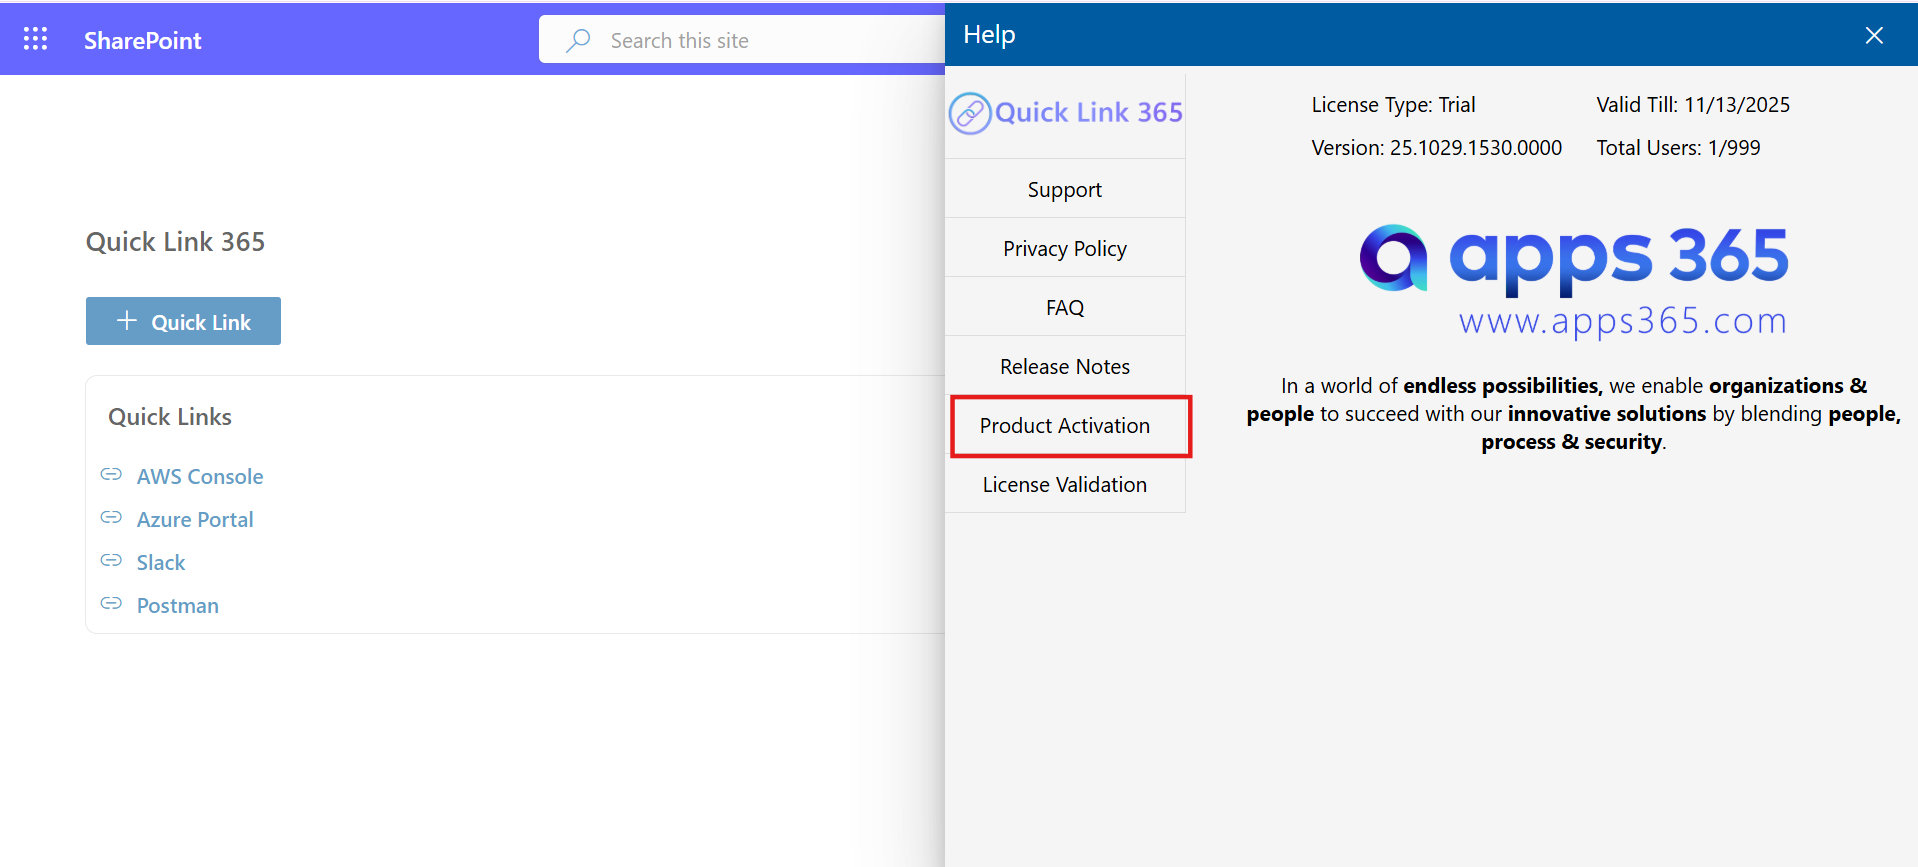 SharePoint
Search this site
Quick Link 365
Quick Link
Quick Links
AWS Console
Azure Portal
Slack
Postman
Help
Quick Link 365
Support
Privacy Policy
FAQ
Release Notes
Product Activation
License Validation
License Type: Trial
Valid Till: 11/13/2025
Version: 25.1029.1530.0000
Total Users: 1/999
apps 365
www.apps365.com
In a world of endless possibilities, we enable organizations &
people to succeed with our innovative solutions by blending people,
process & security.